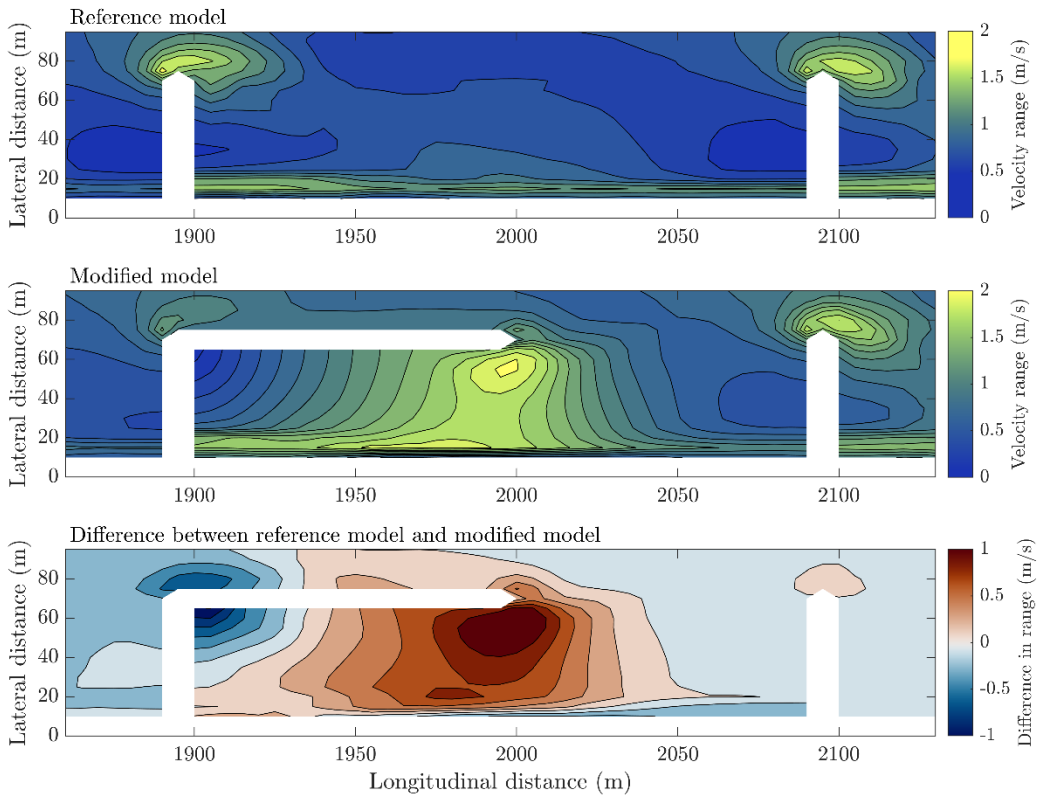 Reference model
Lateral distance (m)
80
60
40
20
0
1900 1950 2000 2050 2100
2
1.5
1
0.5
0
Velocity range (m/s)
Modified model
Lateral distance (m)
80
60
40
20
0
1900 1950 2000 2050 2100
2
1.5
1
0.5
0
Velocity range (m/s)
Difference between reference model and modified model
Lateral distance (m)
80
60
40
20
0
1900 1950 2000 2050 2100
Longitudinal distance (m)
1
0.5
0
-0.5
-1
Difference in range (m/s)